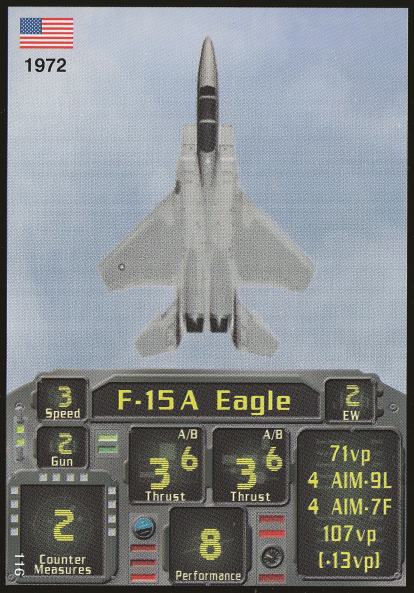 1972
3
Speed
F-15A Eagle
2
EW
2
Gun
A/B
3 6
Thrust
A/B
3 6
Thrust
71vp
4 AIM-9L
4 AIM-7F
107vp
[-13vp]
2
Counter
Measures
8
Performance
116